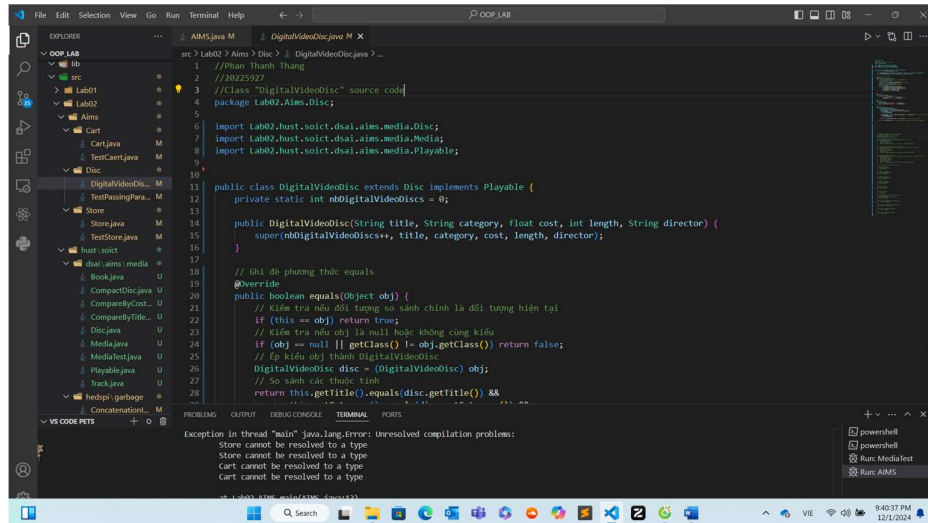 File Edit Selection View Go Run Terminal Help
OOP_LAB
EXPLORER
OOP_LAB
lib
src
Lab01
Lab02
Aims
Cart
Cart.java M
TestCaert.java M
Disc
DigitalVideoDis... M
TestPassingPara... M
Store
Store.java M
TestStore.java M
hust\soict
dsai\aims\media
Book.java U
CompactDisc.java U
CompareByCost... U
CompareByTitle... U
Disc.java U
Media.java U
MediaTest.java U
Playable.java U
Track.java U
hedspi\garbage
ConcatenationI... M
VS CODE PETS
25
AIMS.java M
DigitalVideoDisc.java M
src > Lab02 > Aims > Disc > DigitalVideoDisc.java > ...
1 //Phan Thanh Thang
2 //20225927
3 //Class "DigitalVideoDisc" source code
4 package Lab02.Aims.Disc;
5
6 import Lab02.hust.soict.dsai.aims.media.Disc;
7 import Lab02.hust.soict.dsai.aims.media.Media;
8 import Lab02.hust.soict.dsai.aims.media.Playable;
9
10
11 public class DigitalVideoDisc extends Disc implements Playable {
12 private static int nbDigitalVideoDiscs = 0;
13
14 public DigitalVideoDisc(String title, String category, float cost, int length, String director) {
15 super(nbDigitalVideoDiscs++, title, category, cost, length, director);
16 }
17
18 // Ghi đè phương thức equals
19 @Override
20 public boolean equals(Object obj) {
21 // Kiểm tra nếu đối tượng so sánh chính là đối tượng hiện tại
22 if (this == obj) return true;
23 // Kiểm tra nếu obj là null hoặc không cùng kiểu
24 if (obj == null || getClass() != obj.getClass()) return false;
25 // Ép kiểu obj thành DigitalVideoDisc
26 DigitalVideoDisc disc = (DigitalVideoDisc) obj;
27 // So sánh các thuộc tính
28 return this.getTitle().equals(disc.getTitle()) &&
PROBLEMS OUTPUT DEBUG CONSOLE TERMINAL PORTS
Exception in thread "main" java.lang.Error: Unresolved compilation problems:
Store cannot be resolved to a type
Store cannot be resolved to a type
Cart cannot be resolved to a type
Cart cannot be resolved to a type
at Lab02.AIMS.main(AIMS.java:13)
powershell
powershell
Run: MediaTest
Run: AIMS
Search
VIE
9:40:37 PM
12/1/2024